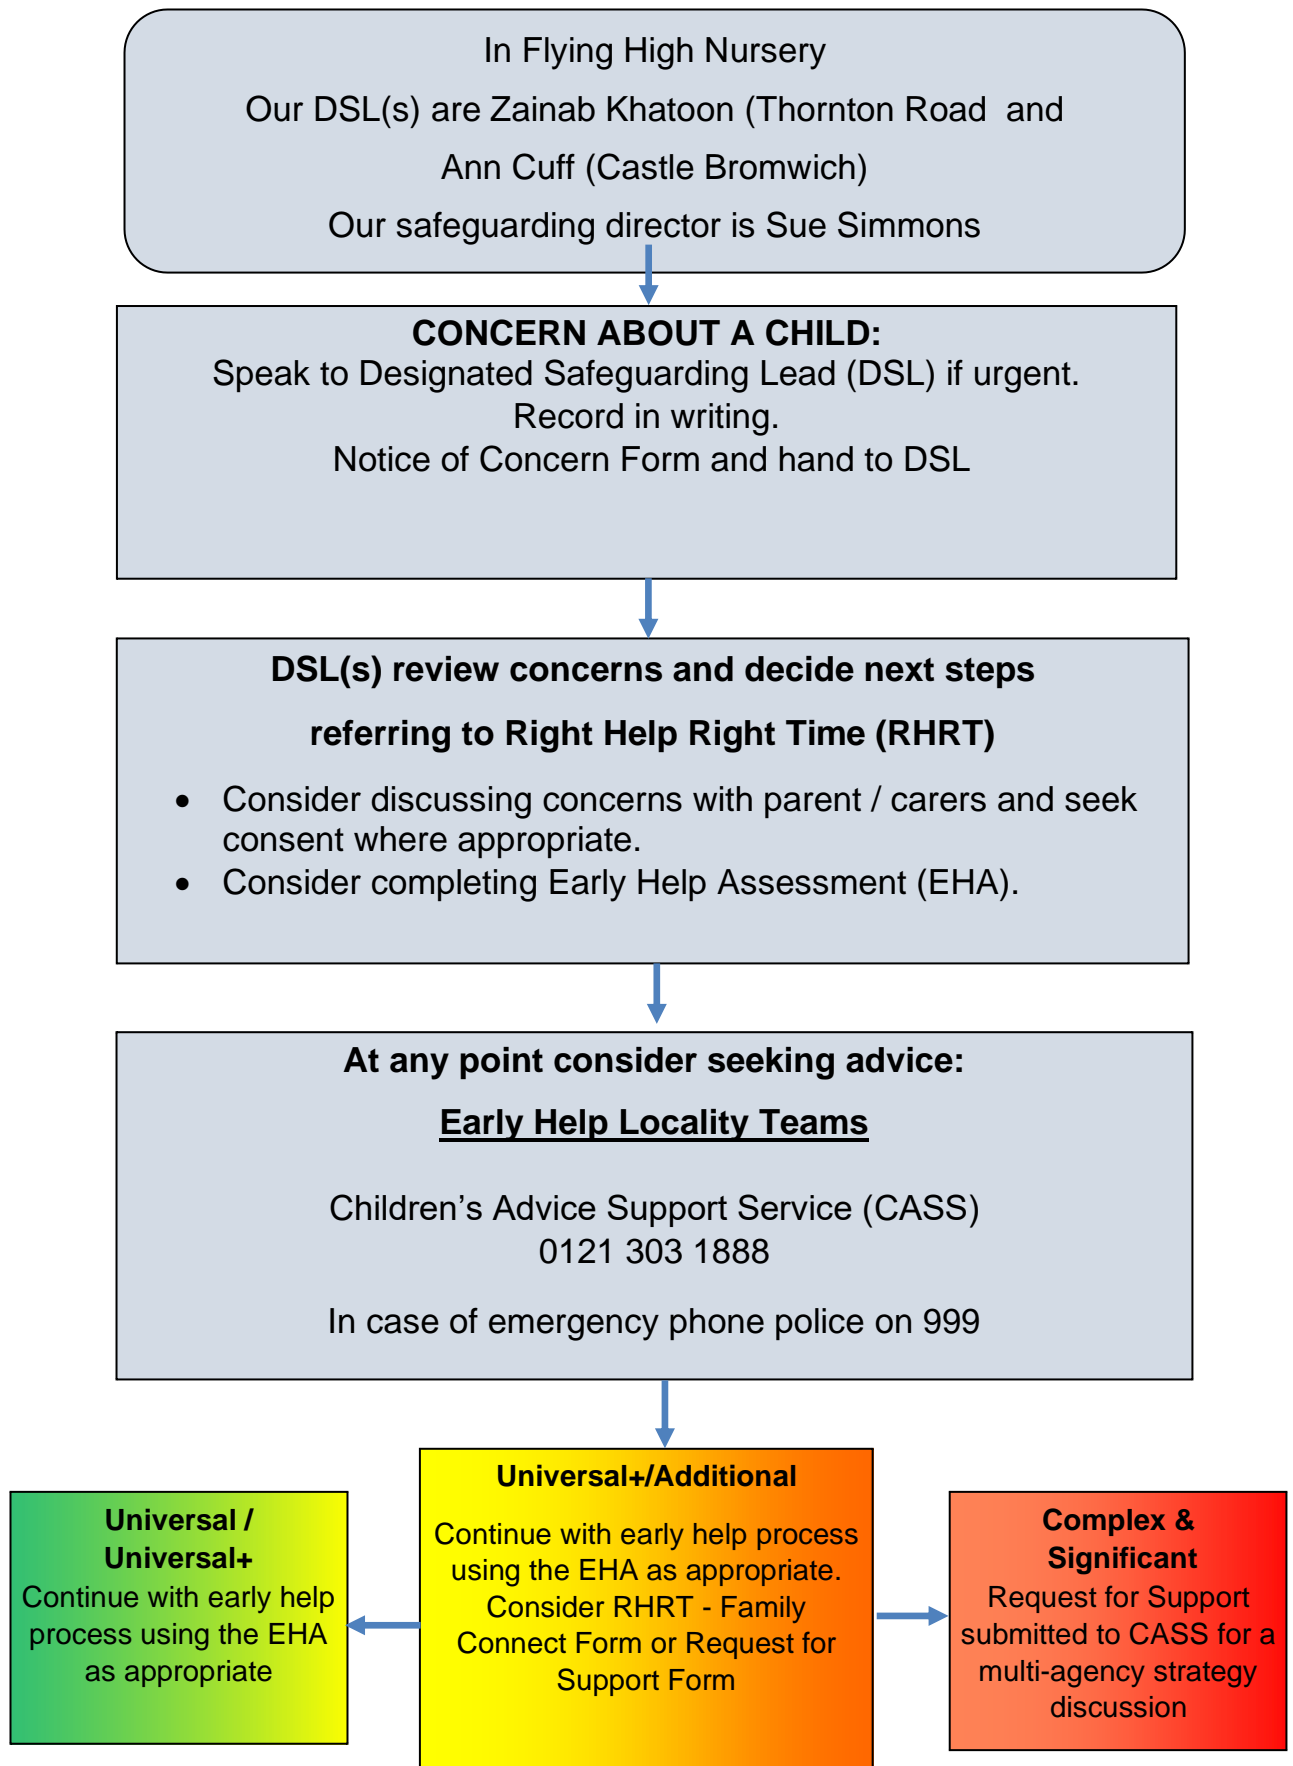 In Flying High Nursery
Our DSL(s) are Zainab Khatoon (Thornton Road  and
Ann Cuff (Castle Bromwich)
Our safeguarding director is Sue Simmons
CONCERN ABOUT A CHILD:
Speak to Designated Safeguarding Lead (DSL) if urgent.
Record in writing.
Notice of Concern Form and hand to DSL
DSL(s) review concerns and decide next steps
referring to Right Help Right Time (RHRT)
• Consider discussing concerns with parent / carers and seek
consent where appropriate.
• Consider completing Early Help Assessment (EHA).
At any point consider seeking advice:
Early Help Locality Teams
Children’s Advice Support Service (CASS)
0121 303 1888
In case of emergency phone police on 999
Universal /
Universal+
Continue with early help
process using the EHA
as appropriate
Universal+/Additional
Continue with early help process
using the EHA as appropriate.
Consider RHRT - Family
Connect Form or Request for
Support Form
Complex &
Significant
Request for Support
submitted to CASS for a
multi-agency strategy
discussion